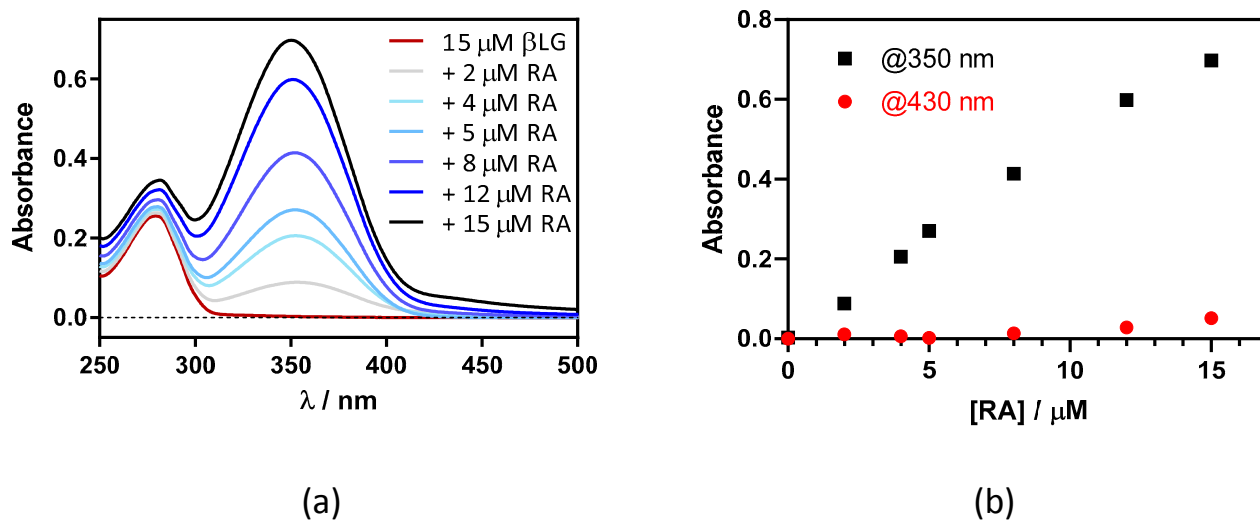 Absorbance
0.6
0.4
0.2
0.0
250
300
350
400
450
500
λ / nm
15 μM βLG
+ 2 μM RA
+ 4 μM RA
+ 5 μM RA
+ 8 μM RA
+ 12 μM RA
+ 15 μM RA
(a)
Absorbance
0.8
0.6
0.4
0.2
0.0
0
5
10
15
[RA] / μM
@350 nm
@430 nm
(b)